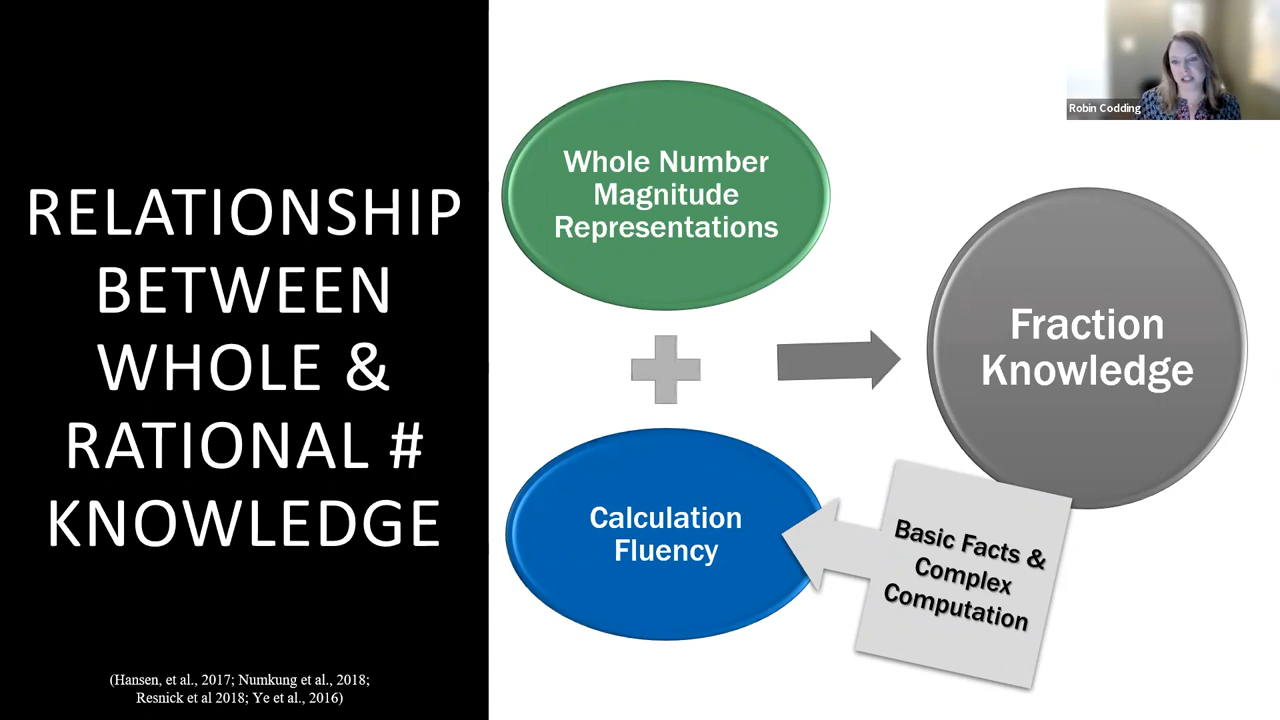 RELATIONSHIP
BETWEEN
WHOLE &
RATIONAL #
KNOWLEDGE
(Hansen, et al., 2017; Numkung et al., 2018;
Resnick et al 2018; Ye et al., 2016)
Whole Number
Magnitude
Representations
Calculation
Fluency
Basic Facts &
Complex
Computation
Fraction
Knowledge
Robin Codding